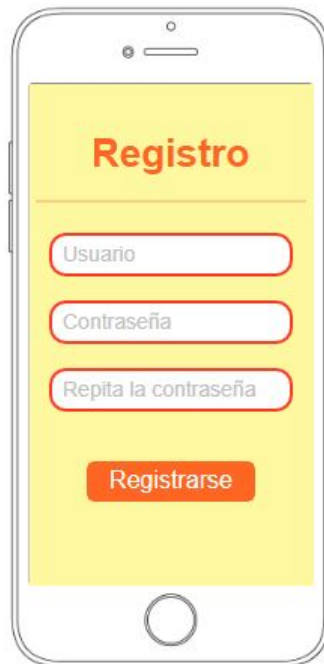 Registro
Usuario
Contraseña
Repita la contraseña
Registrarse